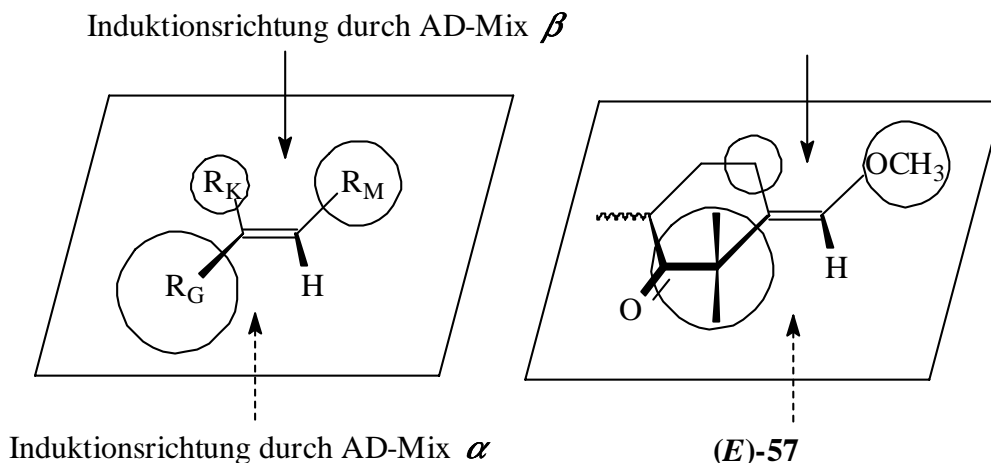 Induktionsrichtung durch AD-Mix β
R_K
R_M
R_G
H
OCH₃
H
O
Induktionsrichtung durch AD-Mix α
(E)-57